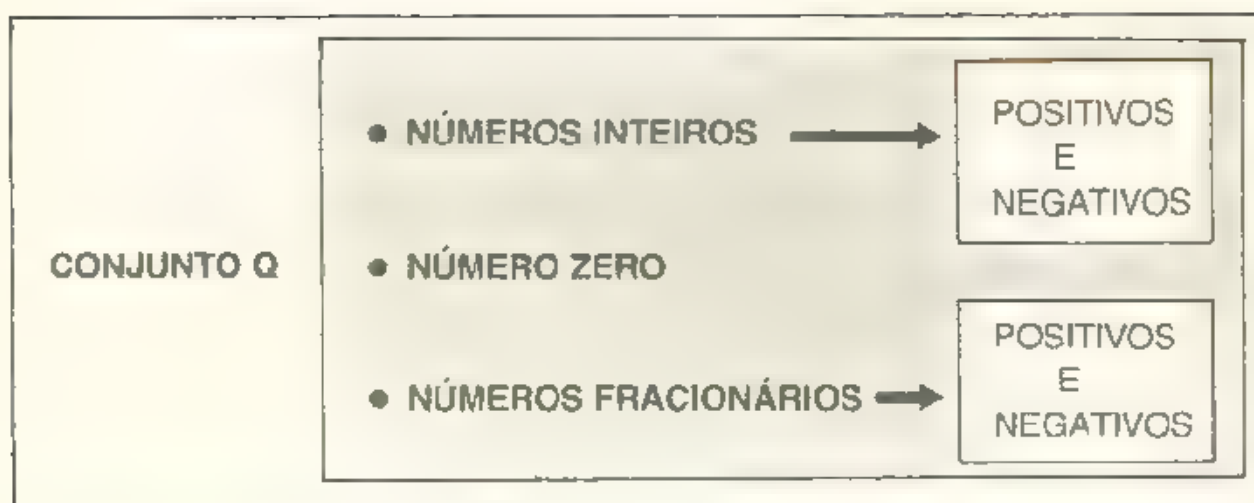 CONJUNTO Q
• NÚMEROS INTEIROS
POSITIVOS
E
NEGATIVOS
• NÚMERO ZERO
• NÚMEROS FRACIONÁRIOS
POSITIVOS
E
NEGATIVOS